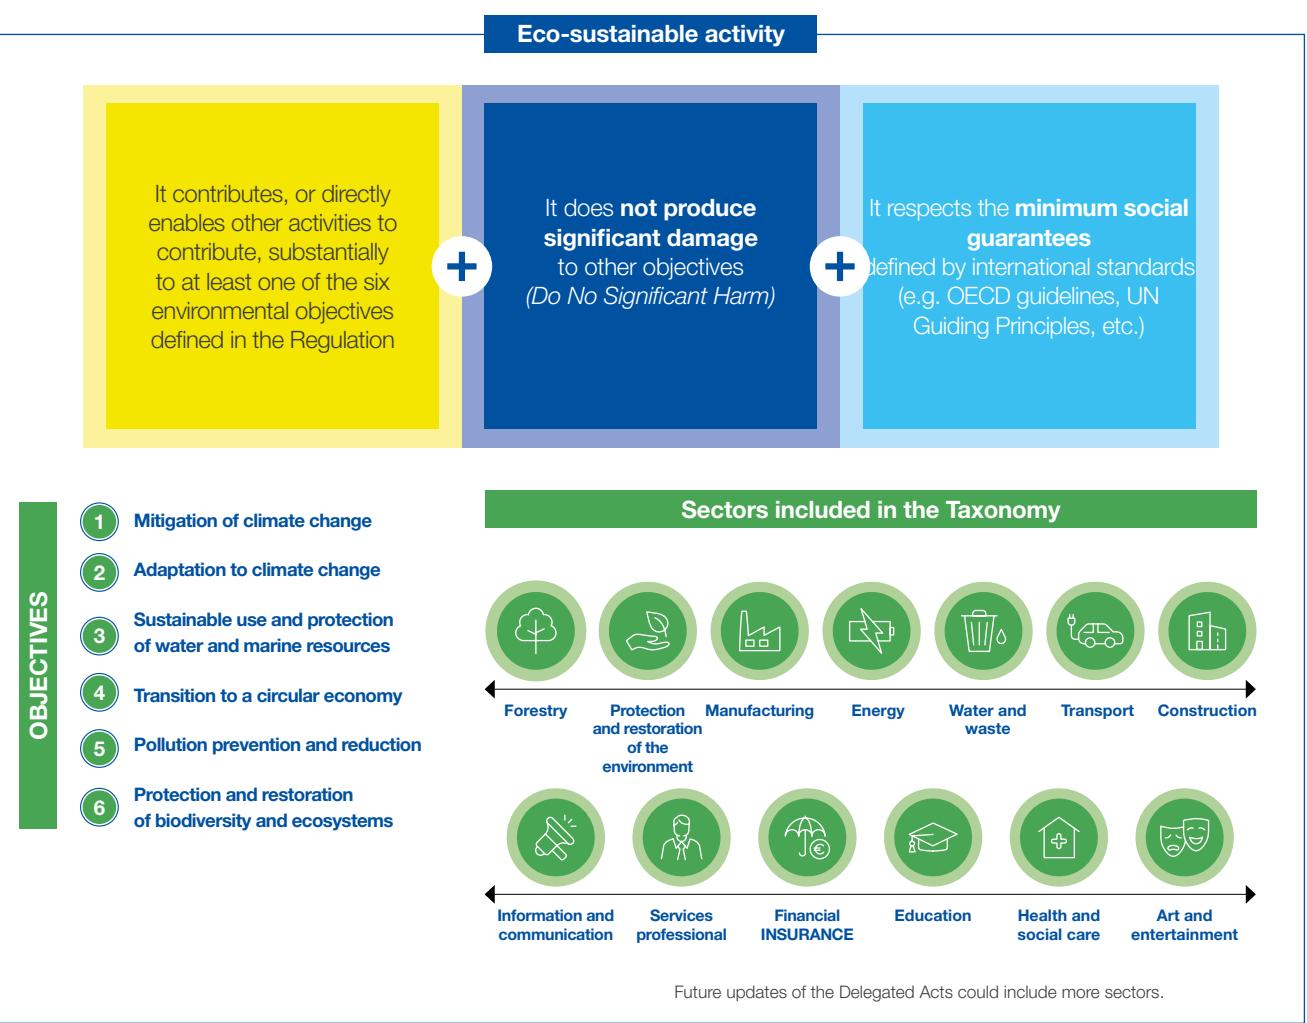 Eco-sustainable activity
It contributes, or directly
enables other activities to
contribute, substantially
to at least one of the six
environmental objectives
defined in the Regulation
+
It does not produce
significant damage
to other objectives
(Do No Significant Harm)
+
It respects the minimum social
guarantees
defined by international standards
(e.g. OECD guidelines, UN
Guiding Principles, etc.)
OBJECTIVES
1 Mitigation of climate change
2 Adaptation to climate change
3 Sustainable use and protection
of water and marine resources
4 Transition to a circular economy
5 Pollution prevention and reduction
6 Protection and restoration
of biodiversity and ecosystems
Sectors included in the Taxonomy
Forestry
Protection
and restoration
of the
environment
Manufacturing
Energy
Water and
waste
Transport
Construction
€
Information and
communication
Services
professional
Financial
INSURANCE
Education
Health and
social care
Art and
entertainment
Future updates of the Delegated Acts could include more sectors.